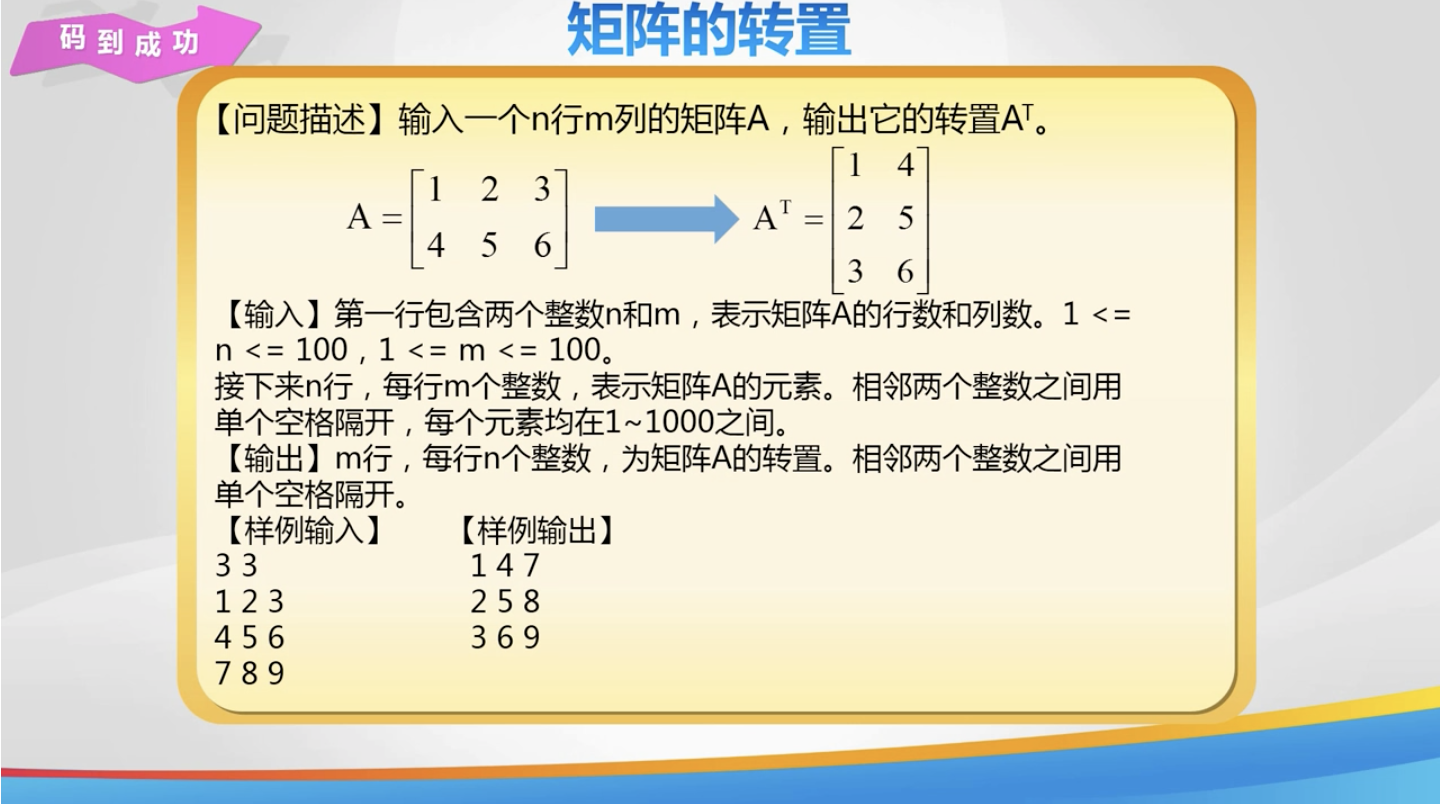 码到成功
矩阵的转置
【问题描述】输入一个n行m列的矩阵A，输出它的转置Aᵀ。
A = [1 2 3
4 5 6]
Aᵀ = [1 4
2 5
3 6]
【输入】第一行包含两个整数n和m，表示矩阵A的行数和列数。1 <=
n <= 100，1 <= m <= 100。
接下来n行，每行m个整数，表示矩阵A的元素。相邻两个整数之间用
单个空格隔开，每个元素均在1~1000之间。
【输出】m行，每行n个整数，为矩阵A的转置。相邻两个整数之间用
单个空格隔开。
【样例输入】 【样例输出】
3 3 1 4 7
1 2 3 2 5 8
4 5 6 3 6 9
7 8 9